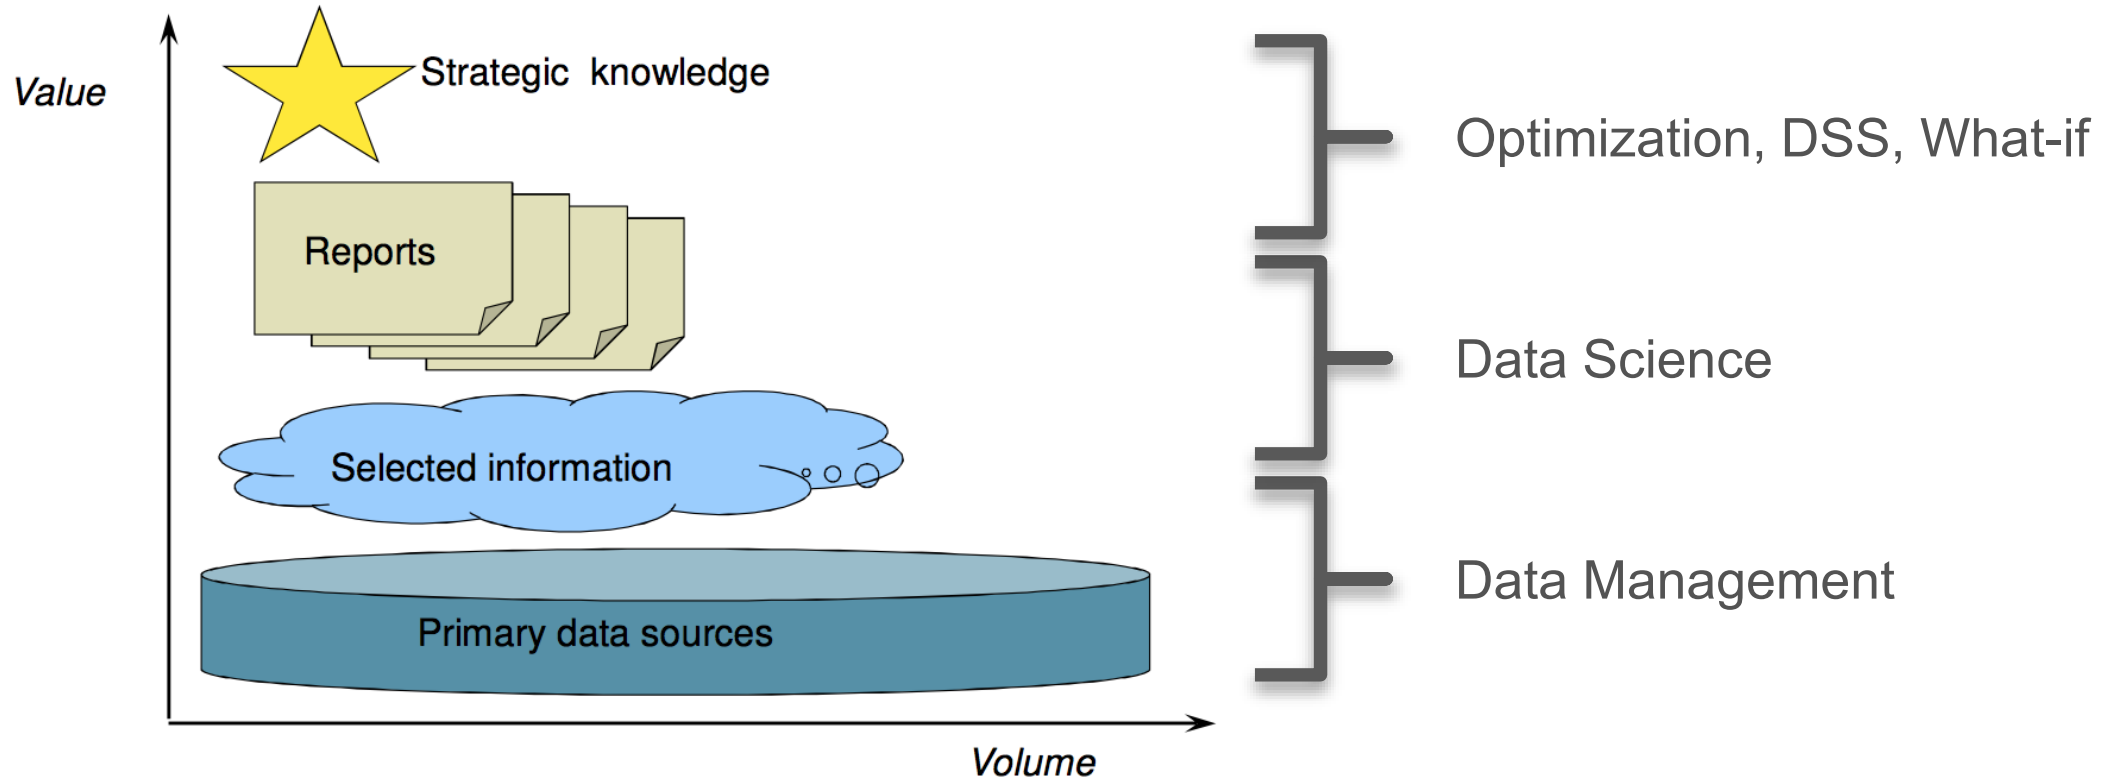 Value
Strategic knowledge
Reports
Selected information
Primary data sources
Volume
Optimization, DSS, What-if
Data Science
Data Management